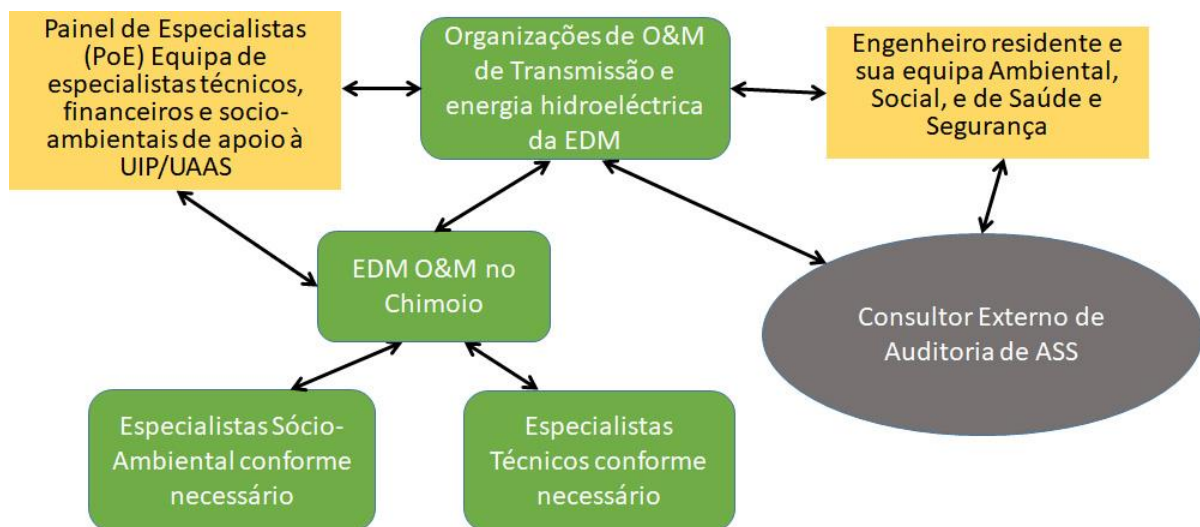 Painel de Especialistas
(PoE) Equipa de
especialistas técnicos,
financeiros e socio-
ambientais de apoio à
UIP/UAAS
Organizações de O&M
de Transmissão e
energia hidroeléctrica
da EDM
Engenheiro residente e
sua equipa Ambiental,
Social, e de Saúde e
Segurança
EDM O&M no
Chimoio
Consultor Externo de
Auditoria de ASS
Especialistas Sócio-
Ambiental conforme
necessário
Especialistas
Técnicos conforme
necessário